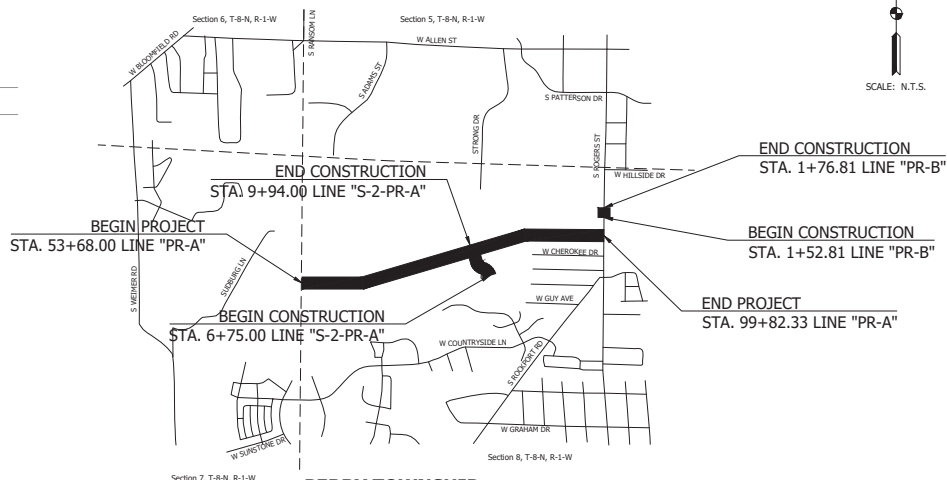 Section 6, T-8-N, R-1-W
Section 5, T-8-N, R-1-W
W BLOOMFIELD RD
S RANSOM LN
W ALLEN ST
S ADAMS ST
STRONG DR
S PATTERSON DR
S ROGERS ST
W HILLSIDE DR
SCALE: N.T.S.
END CONSTRUCTION
STA. 1+76.81 LINE "PR-B"
END CONSTRUCTION
STA. 9+94.00 LINE "S-2-PR-A"
BEGIN PROJECT
STA. 53+68.00 LINE "PR-A"
BEGIN CONSTRUCTION
STA. 1+52.81 LINE "PR-B"
W CHEROKEE DR
S WEIMER RD
SUDBURG LN
W GUY AVE
END PROJECT
STA. 99+82.33 LINE "PR-A"
BEGIN CONSTRUCTION
STA. 6+75.00 LINE "S-2-PR-A"
W COUNTRYSIDE LN
S ROCKPORT RD
W GRAHAM DR
W SUNSTONE DR
Section 8, T-8-N, R-1-W
Section 7, T-8-N, R-1-W
PERRY TOWNSHIP